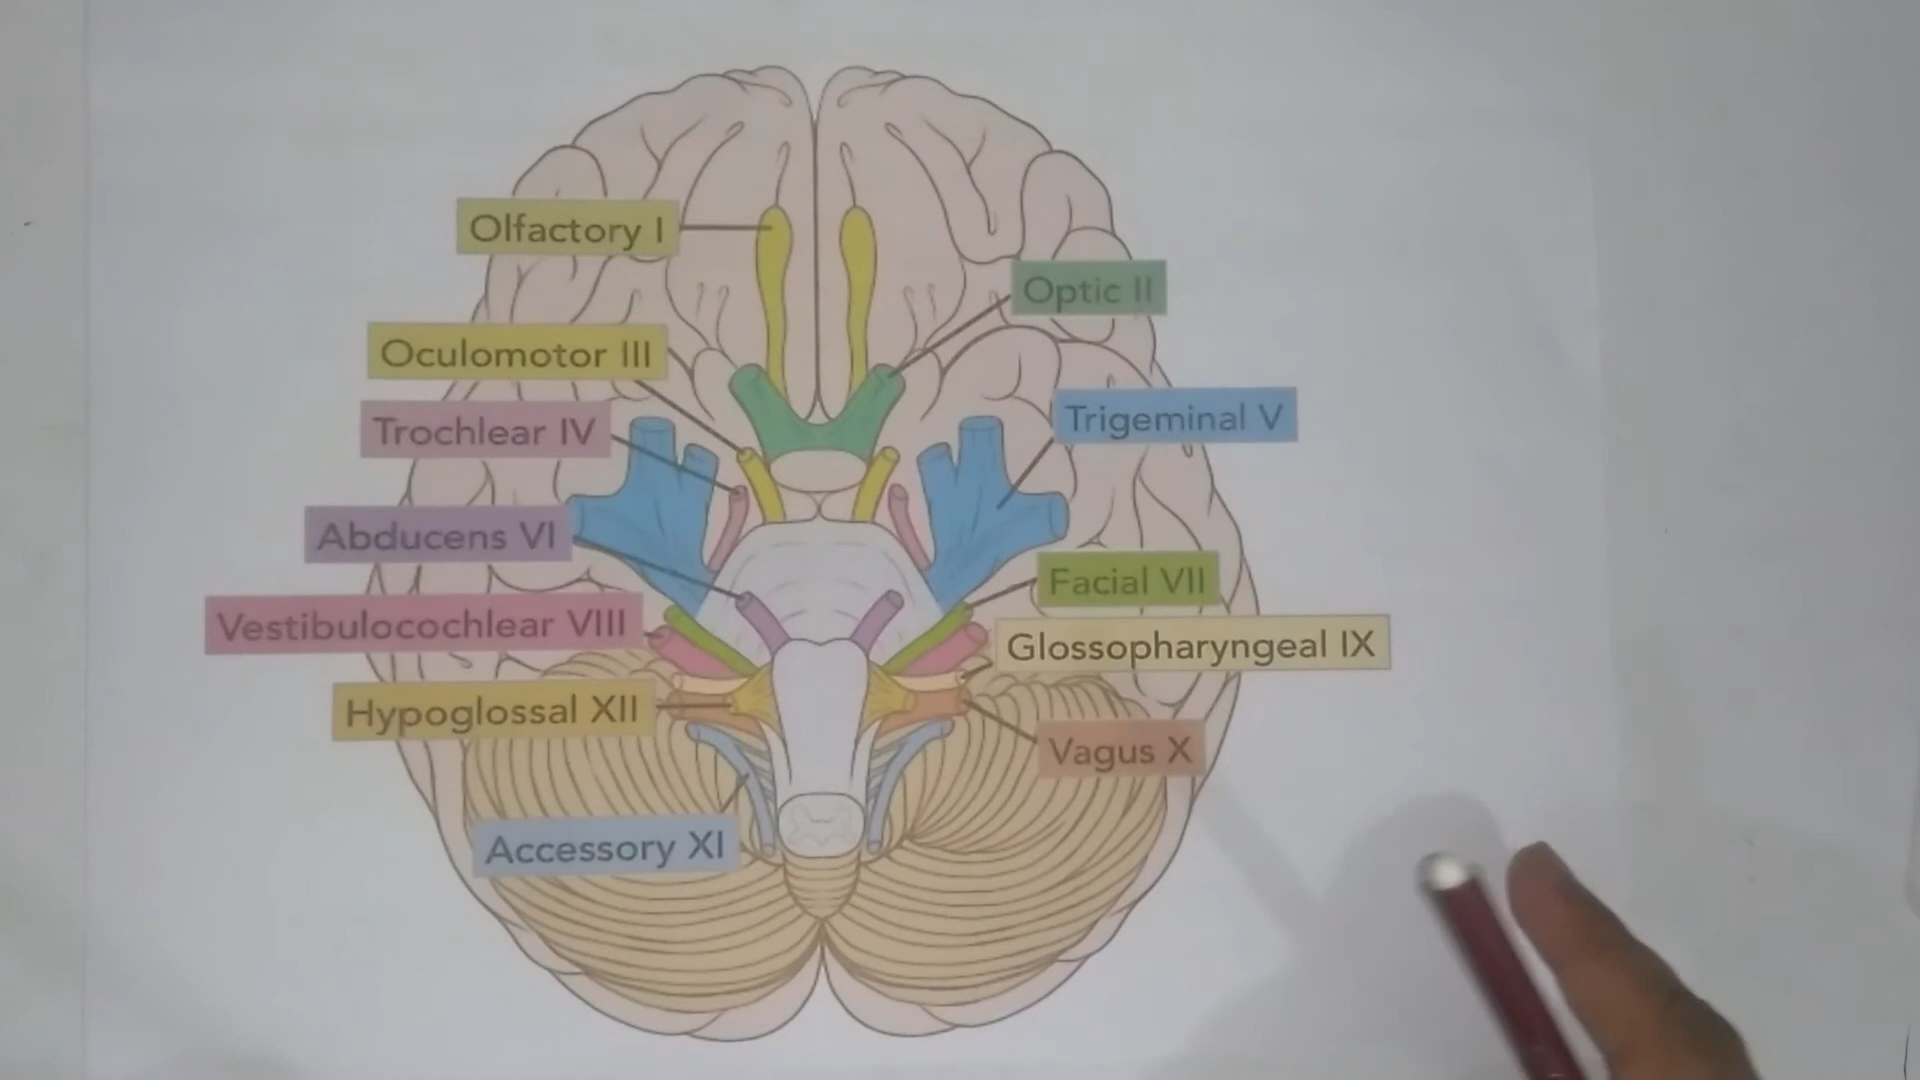 Olfactory I
Optic II
Oculomotor III
Trochlear IV
Trigeminal V
Abducens VI
Facial VII
Vestibulocochlear VIII
Glossopharyngeal IX
Hypoglossal XII
Vagus X
Accessory XI